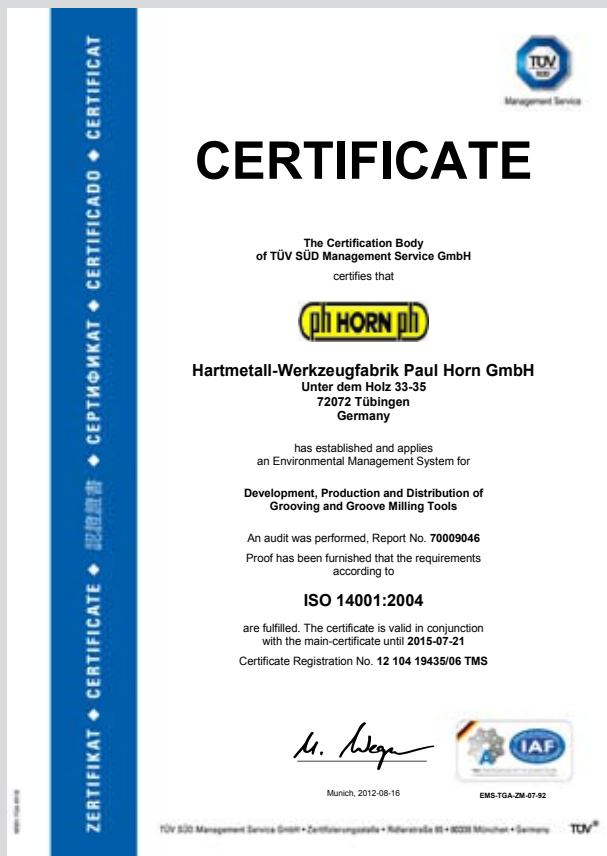 TÜV
SÜD
Management Service
CERTIFICATE
The Certification Body
of TÜV SÜD Management Service GmbH
certifies that
ph HORN ph
Hartmetall-Werkzeugfabrik Paul Horn GmbH
Unter dem Holz 33-35
72072 Tübingen
Germany
has established and applies
an Environmental Management System for
Development, Production and Distribution of
Grooving and Groove Milling Tools
An audit was performed, Report No. 70009046
Proof has been furnished that the requirements
according to
ISO 14001:2004
are fulfilled. The certificate is valid in conjunction
with the main-certificate until 2015-07-21
Certificate Registration No. 12 104 19435/06 TMS
Munich, 2012-08-16
IAF
EMS-TGA-ZM-07-92
TÜV SÜD Management Service GmbH • Zertifizierungsstelle • Ridlerstraße 65 • 80339 München • Germany
TÜV®
ZERTIFIKAT ◆ CERTIFICATE ◆ 認證證書 ◆ СЕРТИФИКАТ ◆ CERTIFICADO ◆ CERTIFICAT